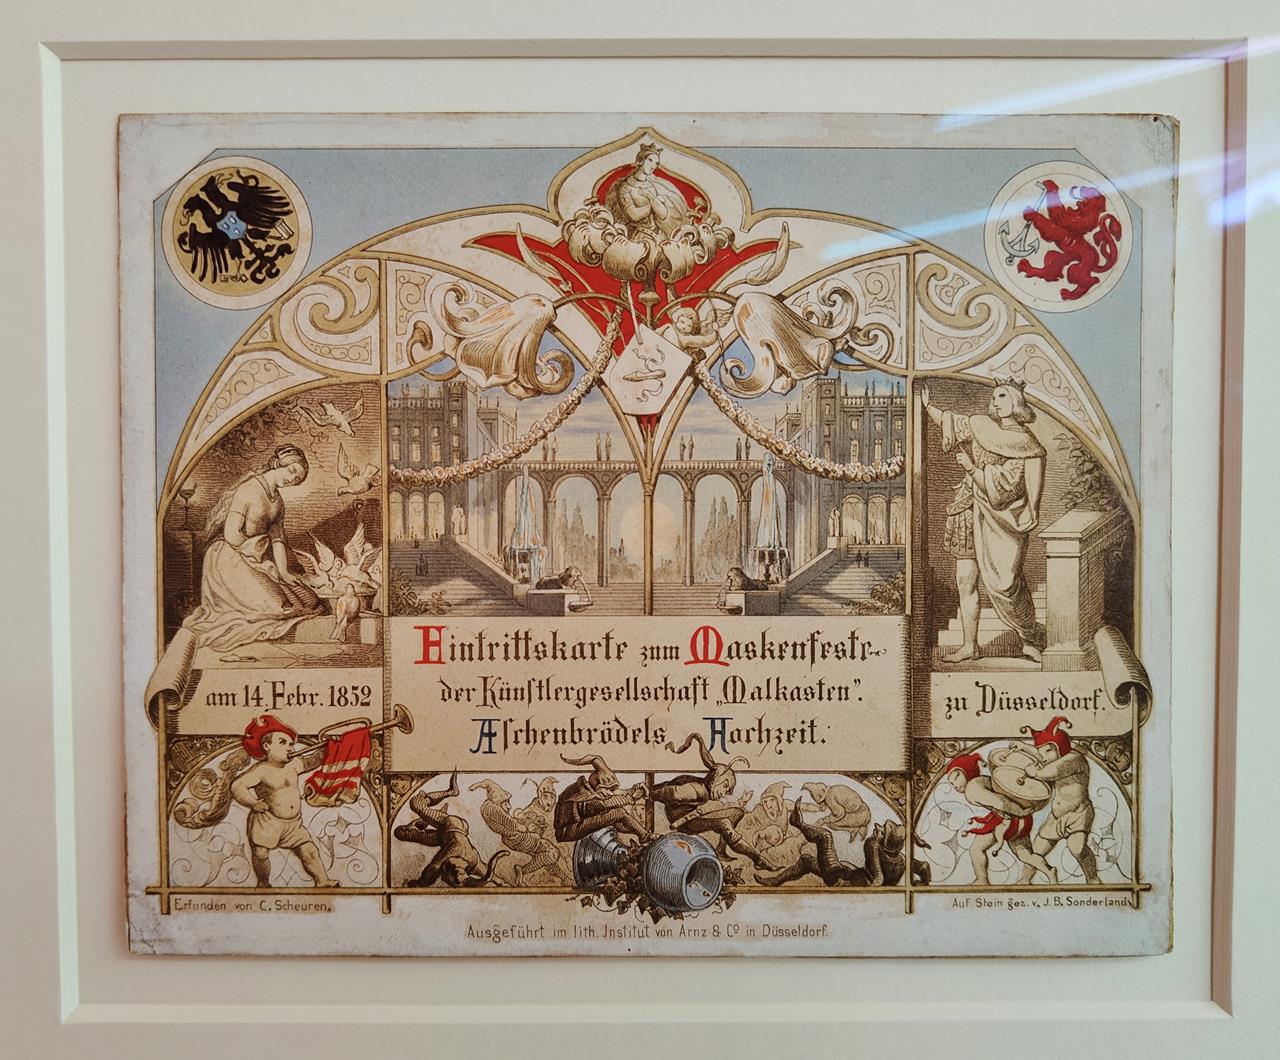 Eintrittskarte zum Maskenfeste
der Künstlergesellschaft „Malkasten”.
Aschenbrödels Hochzeit.
am 14. Febr. 1852
zu Düsseldorf.
Erfunden von C. Scheuren.
Auf Stein gez. v. J. B. Sonderland.
Ausgeführt im lith. Institut von Arnz & Co in Düsseldorf.